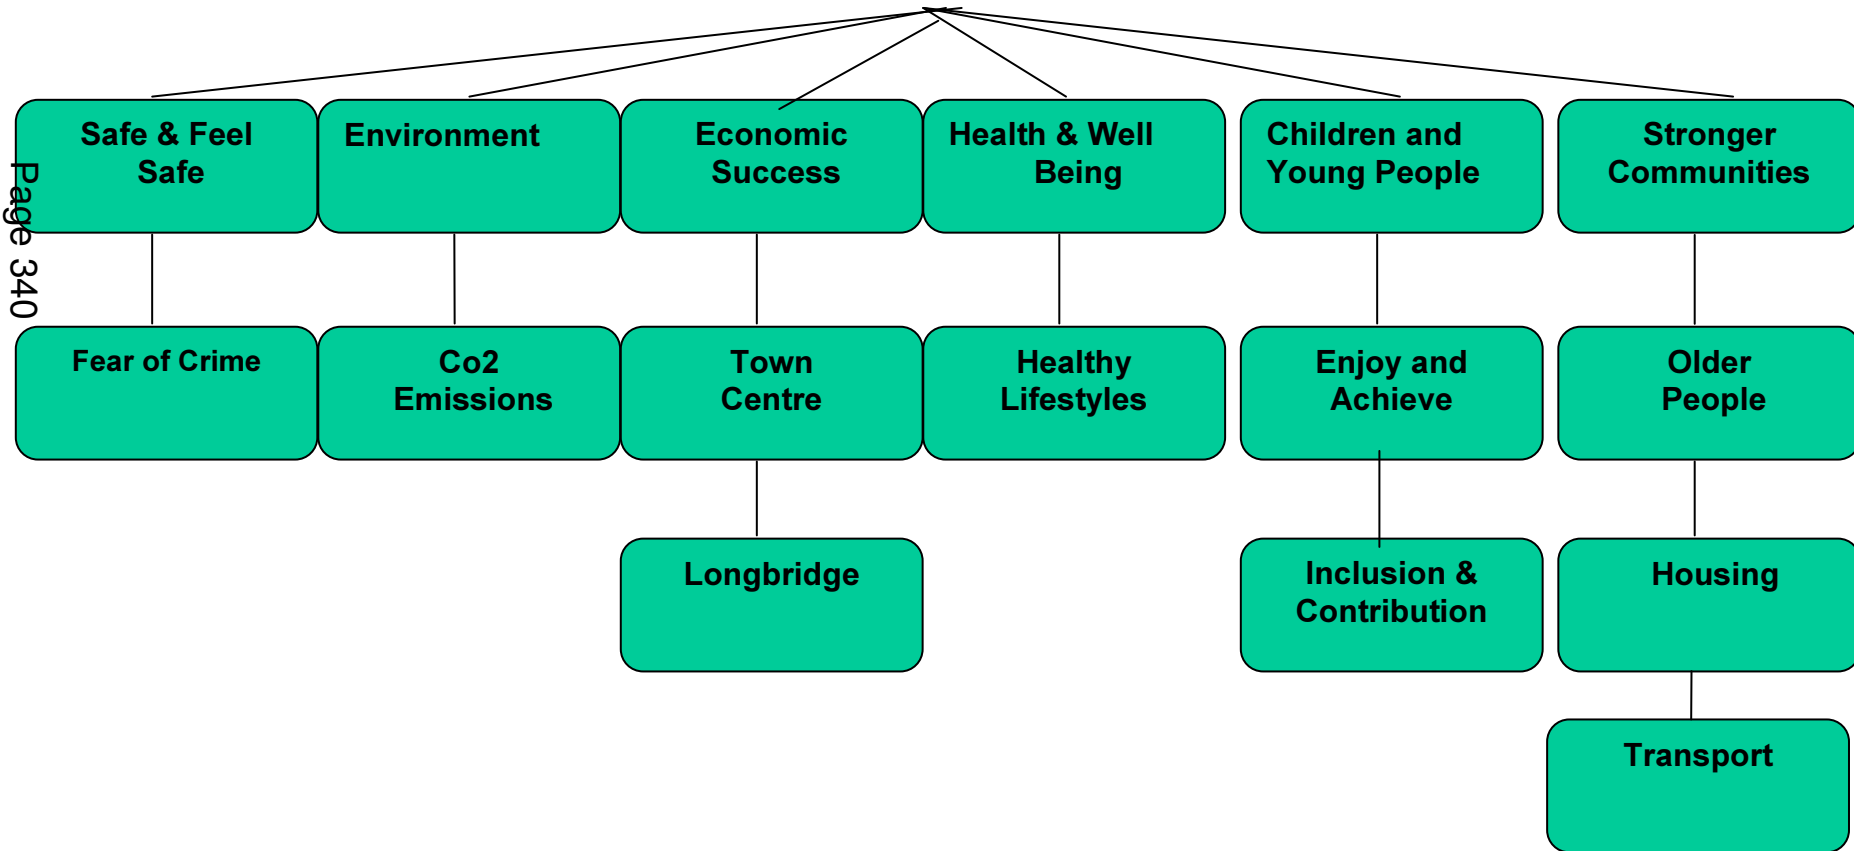 Safe & Feel
Safe
Environment
Economic
Success
Health & Well
Being
Children and
Young People
Stronger
Communities
Page 340
Fear of Crime
Co2
Emissions
Town
Centre
Healthy
Lifestyles
Enjoy and
Achieve
Older
People
Longbridge
Inclusion &
Contribution
Housing
Transport